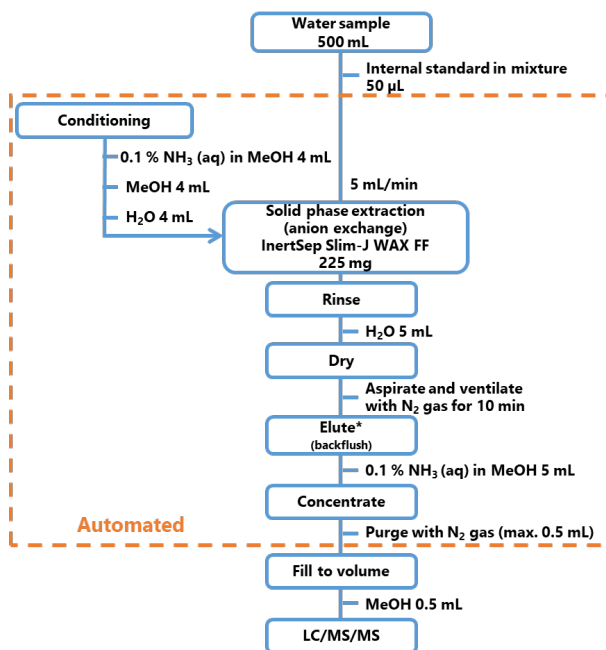 Water sample
500 mL
Internal standard in mixture
50 µL
Conditioning
0.1 % NH₃ (aq) in MeOH 4 mL
MeOH 4 mL
H₂O 4 mL
5 mL/min
Solid phase extraction
(anion exchange)
InertSep Slim-J WAX FF
225 mg
Rinse
H₂O 5 mL
Dry
Aspirate and ventilate
with N₂ gas for 10 min
Elute*
(backflush)
0.1 % NH₃ (aq) in MeOH 5 mL
Concentrate
Automated
Purge with N₂ gas (max. 0.5 mL)
Fill to volume
MeOH 0.5 mL
LC/MS/MS